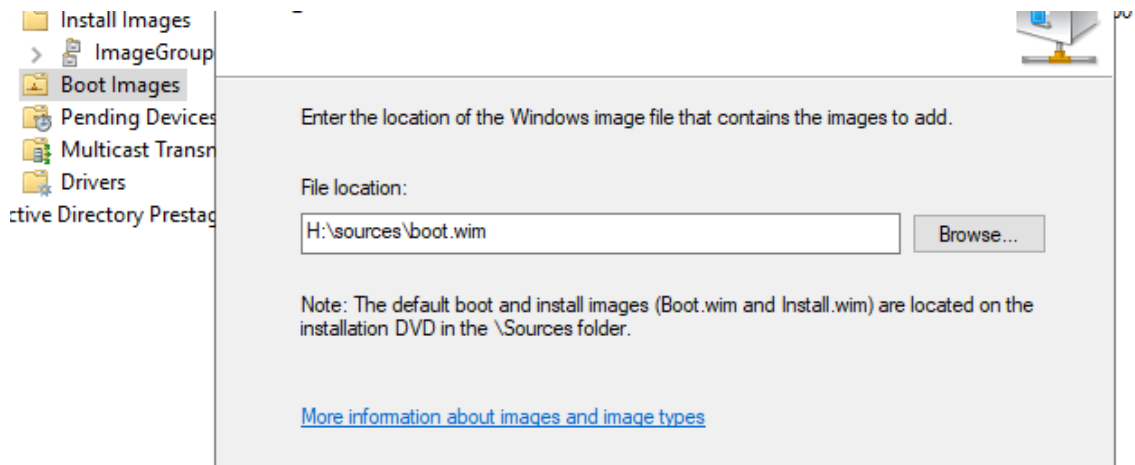 Install Images
ImageGroup
Boot Images
Pending Devices
Multicast Transn
Drivers
ctive Directory Prestag
Enter the location of the Windows image file that contains the images to add.
File location:
H:\sources\boot.wim
Browse...
Note: The default boot and install images (Boot.wim and Install.wim) are located on the
installation DVD in the \Sources folder.
More information about images and image types